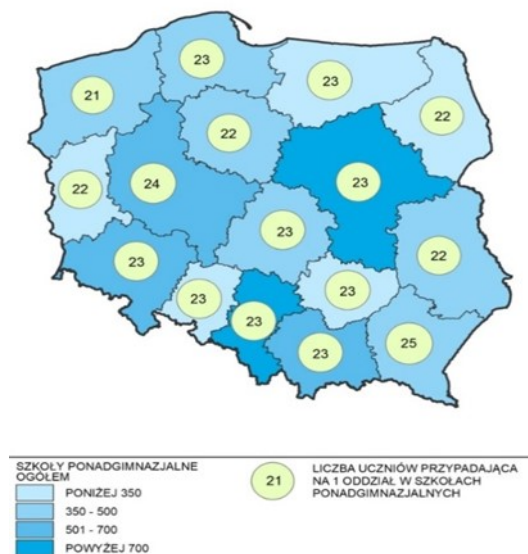 23
21
23
22
22
22
24
23
23
22
23
23
23
23
23
25
SZKOŁY PONADGIMNAZJALNE
OGÓŁEM
PONIŻEJ 350
350 - 500
501 - 700
POWYŻEJ 700
21
LICZBA UCZNIÓW PRZYPADAJĄCA
NA 1 ODDZIAŁ W SZKOŁACH
PONADGIMNAZJALNYCH